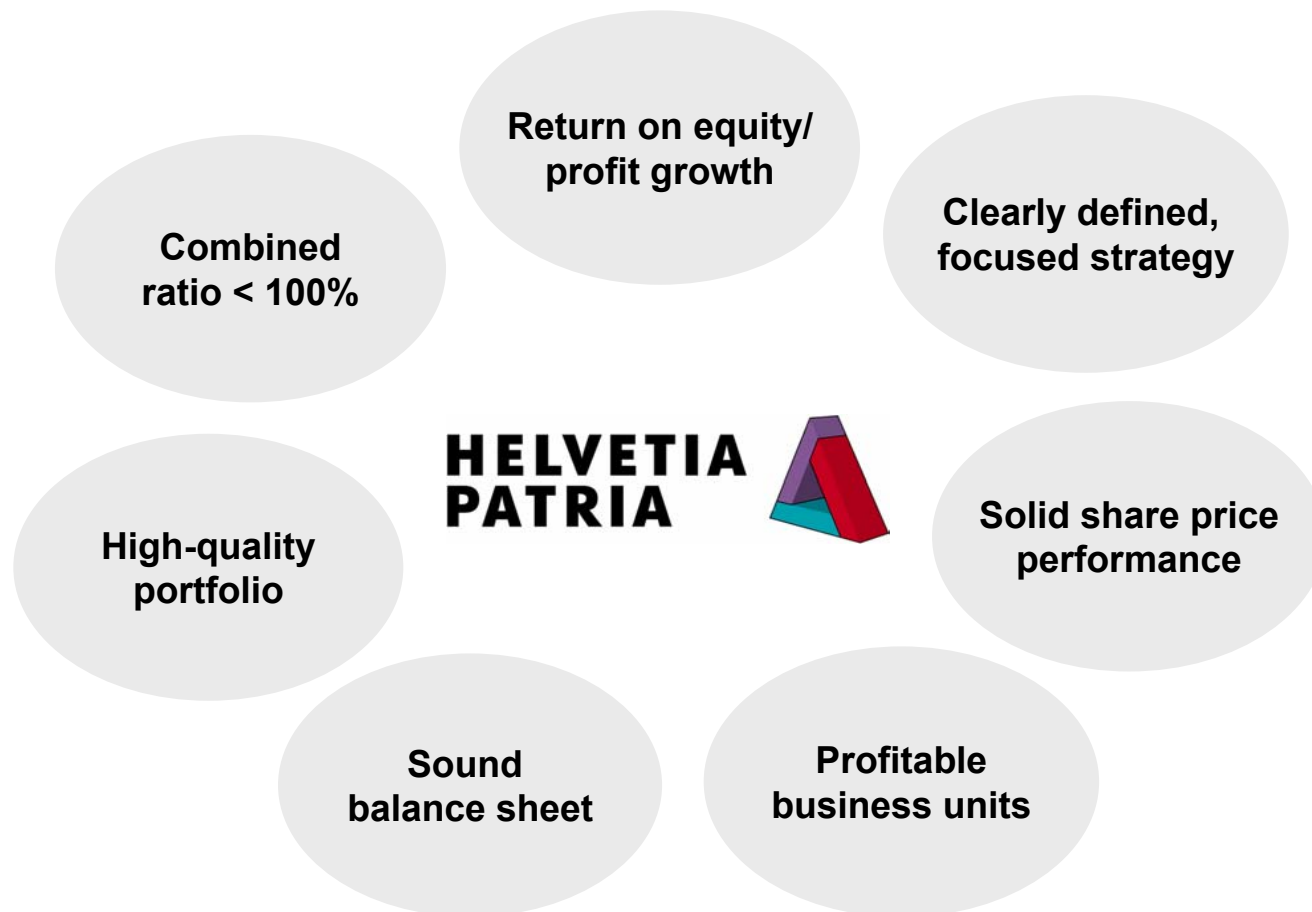 Return on equity/
profit growth
Clearly defined,
focused strategy
Combined
ratio < 100%
HELVETIA
PATRIA
Solid share price
performance
High-quality
portfolio
Sound
balance sheet
Profitable
business units